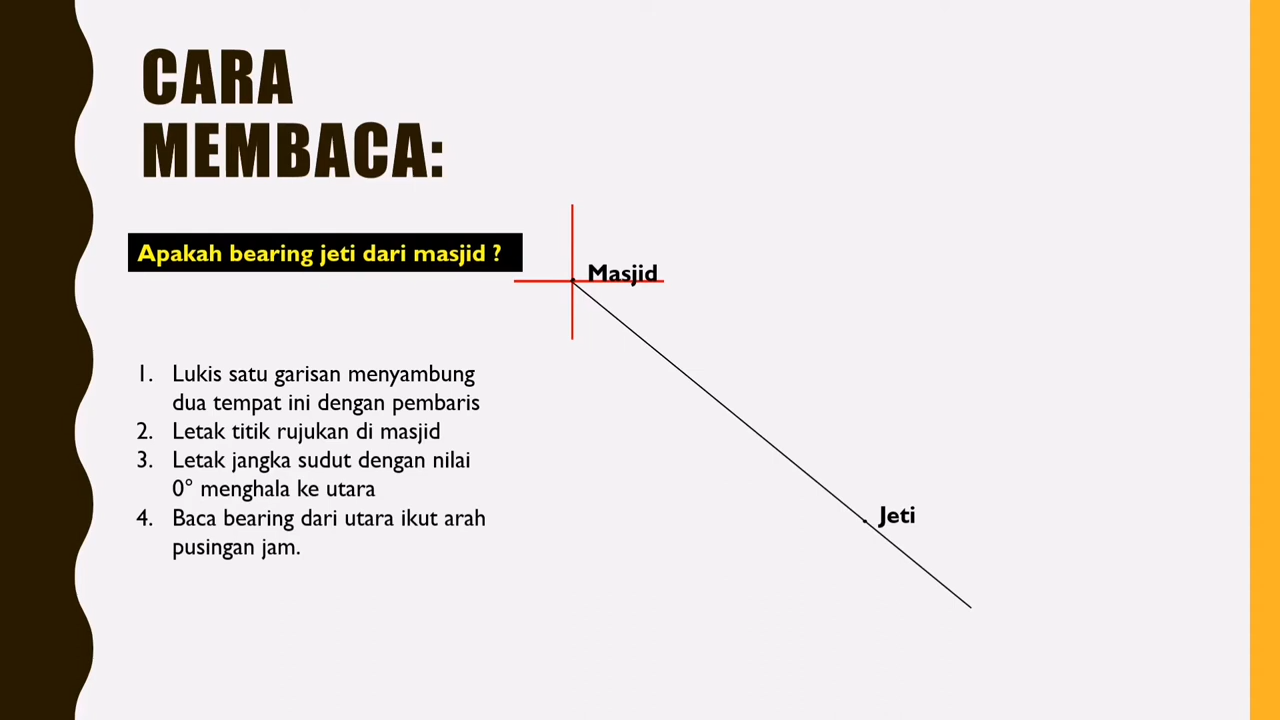 CARA
MEMBACA:
Apakah bearing jeti dari masjid ?
1. Lukis satu garisan menyambung
dua tempat ini dengan pembaris
2. Letak titik rujukan di masjid
3. Letak jangka sudut dengan nilai
0° menghala ke utara
4. Baca bearing dari utara ikut arah
pusingan jam.
Masjid
Jeti